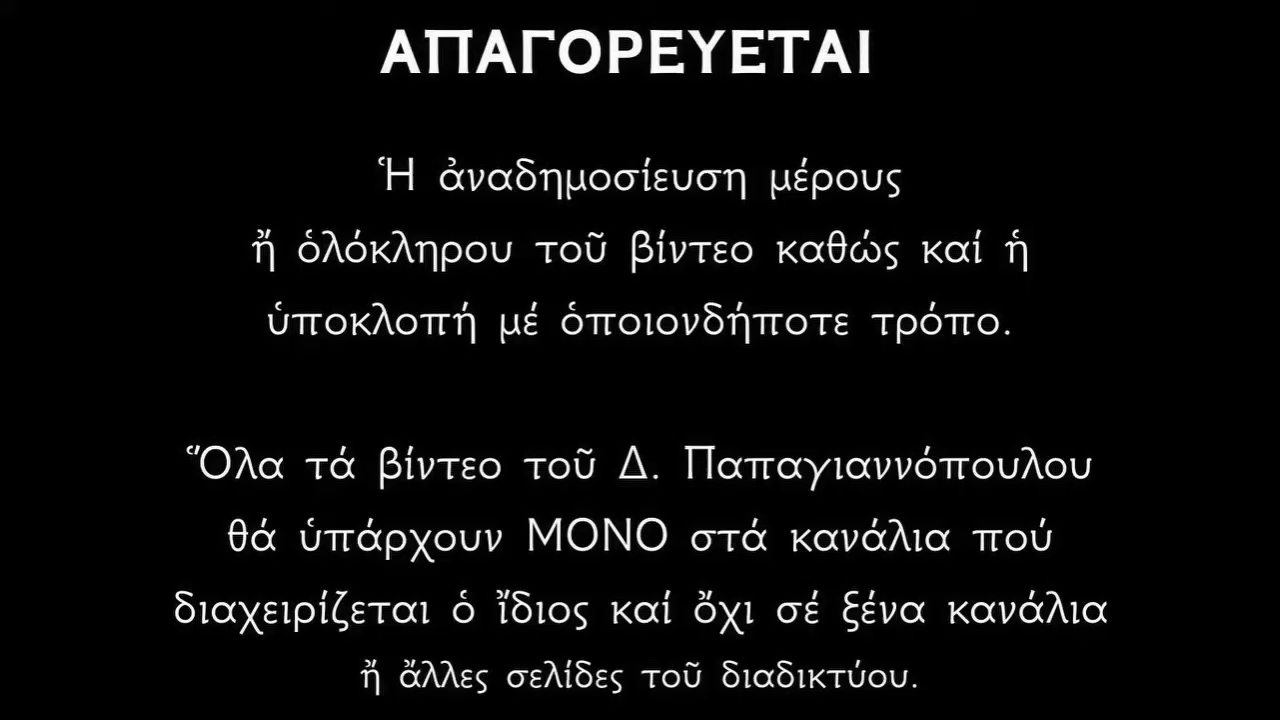 ΑΠΑΓΟΡΕΥΕΤΑΙ
Ἡ ἀναδημοσίευση μέρους
ἤ ὁλόκληρου τοῦ βίντεο καθώς καί ἡ
ὑποκλοπή μέ ὁποιονδήποτε τρόπο.
Ὅλα τά βίντεο τοῦ Δ. Παπαγιαννόπουλου
θά ὑπάρχουν ΜΟΝΟ στά κανάλια πού
διαχειρίζεται ὁ ἴδιος καί ὄχι σέ ξένα κανάλια
ἤ ἄλλες σελίδες τοῦ διαδικτύου.